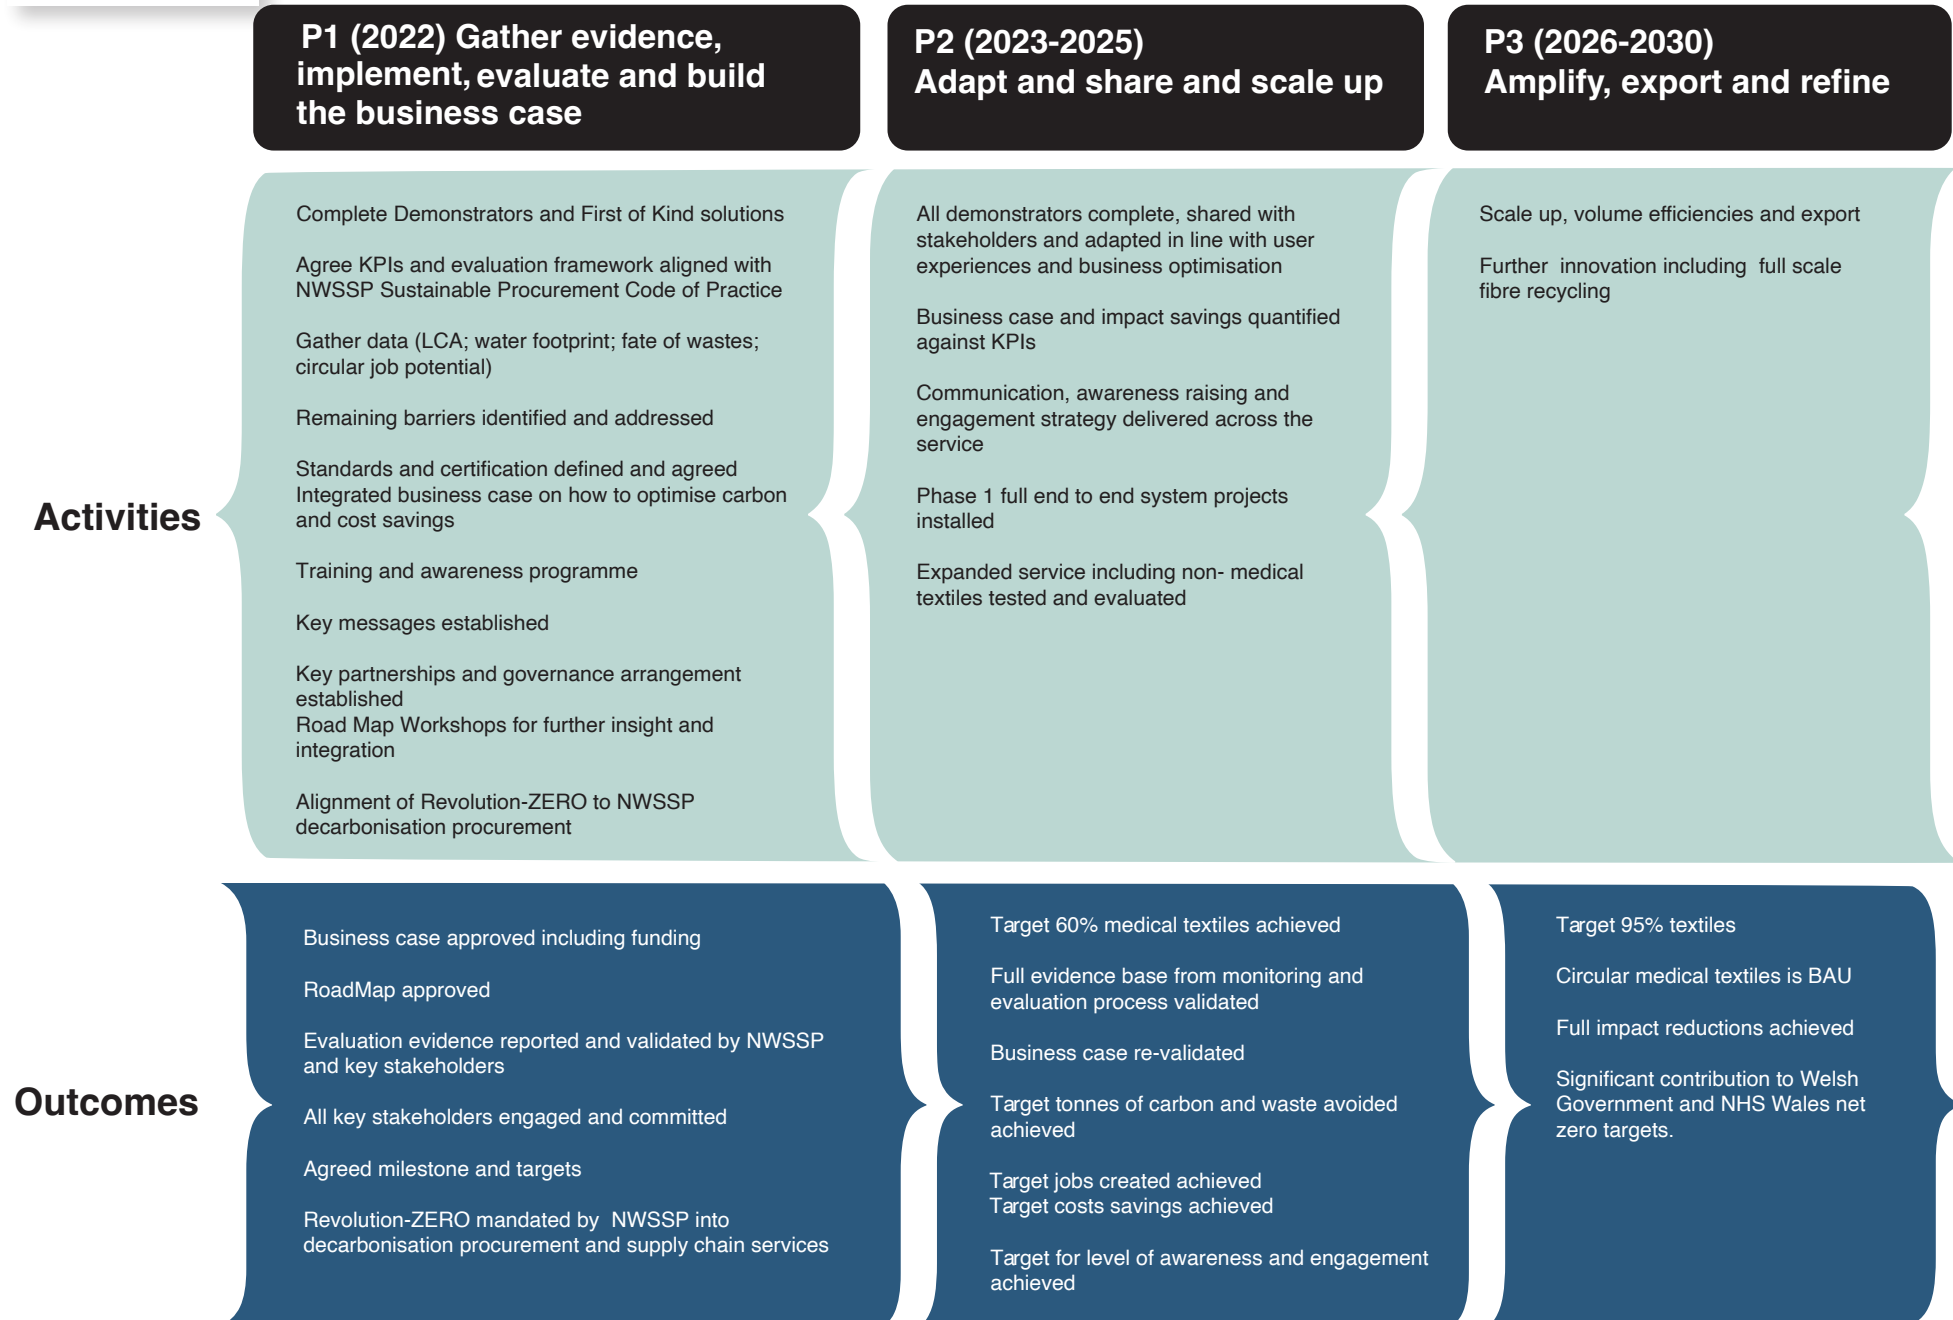 P1 (2022) Gather evidence,
implement, evaluate and build
the business case
P2 (2023-2025)
Adapt and share and scale up
P3 (2026-2030)
Amplify, export and refine
Activities
Complete Demonstrators and First of Kind solutions
Agree KPIs and evaluation framework aligned with
NWSSP Sustainable Procurement Code of Practice
Gather data (LCA; water footprint; fate of wastes;
circular job potential)
Remaining barriers identified and addressed
Standards and certification defined and agreed
Integrated business case on how to optimise carbon
and cost savings
Training and awareness programme
Key messages established
Key partnerships and governance arrangement
established
Road Map Workshops for further insight and
integration
Alignment of Revolution-ZERO to NWSSP
decarbonisation procurement
All demonstrators complete, shared with
stakeholders and adapted in line with user
experiences and business optimisation
Business case and impact savings quantified
against KPIs
Communication, awareness raising and
engagement strategy delivered across the
service
Phase 1 full end to end system projects
installed
Expanded service including non- medical
textiles tested and evaluated
Scale up, volume efficiencies and export
Further innovation including full scale
fibre recycling
Outcomes
Business case approved including funding
RoadMap approved
Evaluation evidence reported and validated by NWSSP
and key stakeholders
All key stakeholders engaged and committed
Agreed milestone and targets
Revolution-ZERO mandated by NWSSP into
decarbonisation procurement and supply chain services
Target 60% medical textiles achieved
Full evidence base from monitoring and
evaluation process validated
Business case re-validated
Target tonnes of carbon and waste avoided
achieved
Target jobs created achieved
Target costs savings achieved
Target for level of awareness and engagement
achieved
Target 95% textiles
Circular medical textiles is BAU
Full impact reductions achieved
Significant contribution to Welsh
Government and NHS Wales net
zero targets.